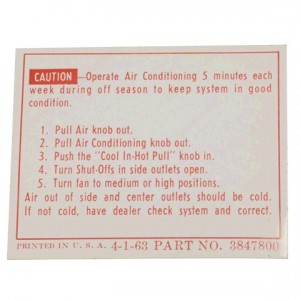 CAUTION—Operate Air Conditioning 5 minutes each
week during off season to keep system in good
condition.
1. Pull Air knob out.
2. Pull Air Conditioning knob out.
3. Push the "Cool In-Hot Pull" knob in.
4. Turn Shut-Offs in side outlets open.
5. Turn fan to medium or high positions.
Air out of side and center outlets should be cold.
If not cold, have dealer check system and correct.
PRINTED IN U. S. A. 4-1-63 PART NO. 3847800